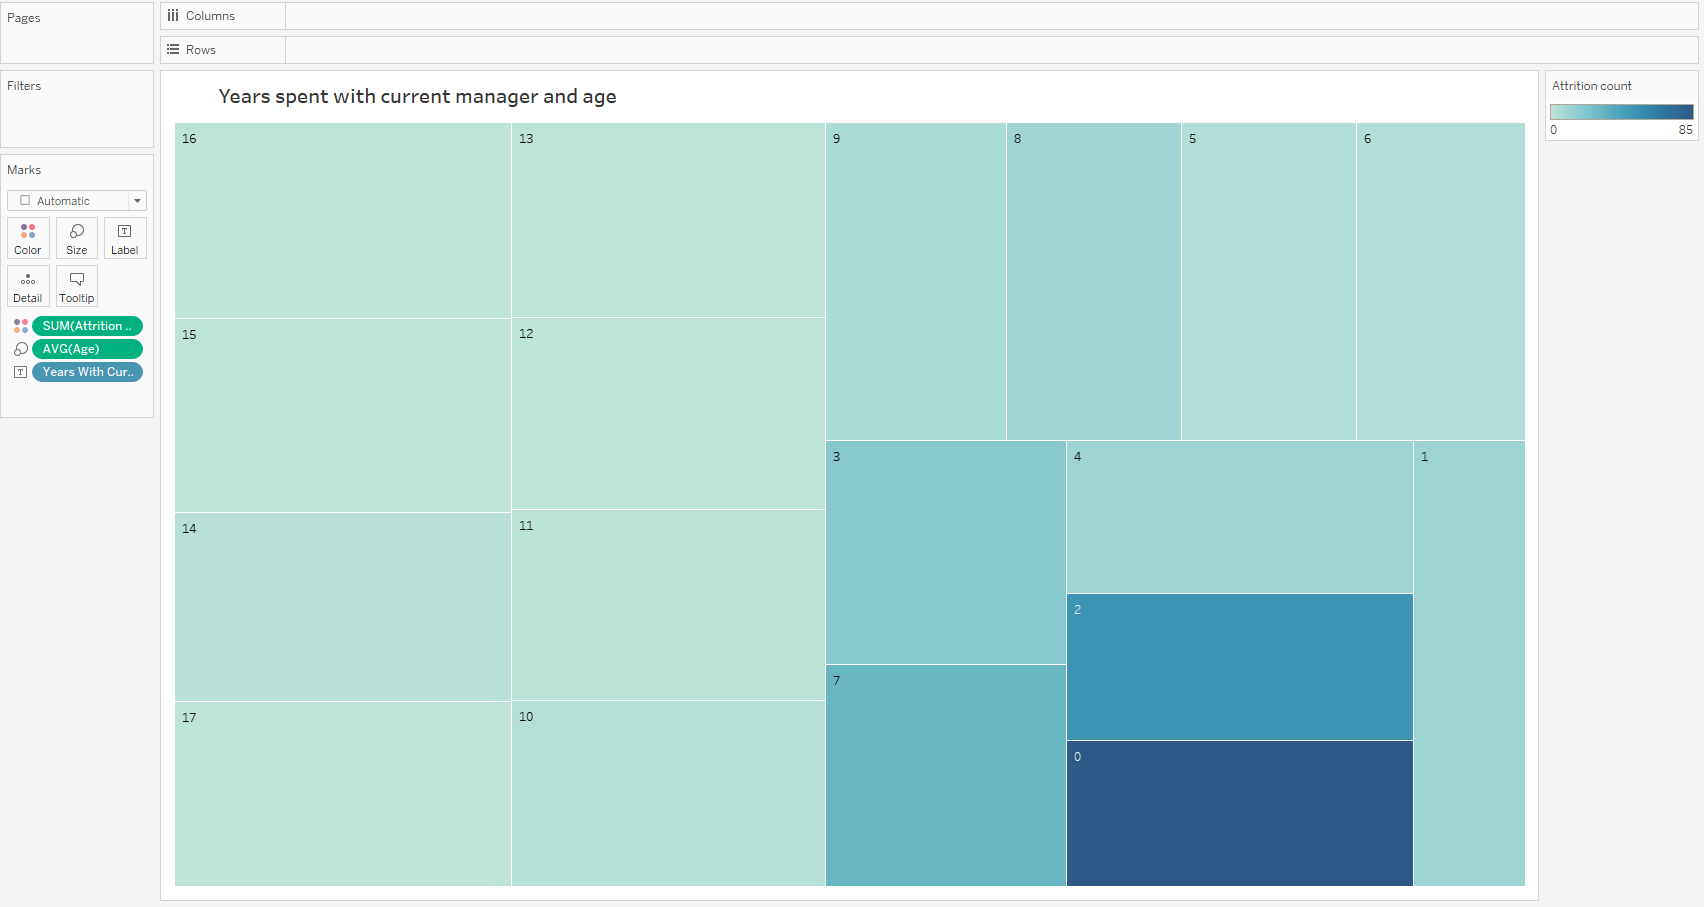 Pages
Columns
Rows
Filters
Marks
Automatic
Color
Size
Label
Detail
Tooltip
SUM(Attrition ..
AVG(Age)
Years With Cur..
Years spent with current manager and age
16
13
9
8
5
6
15
12
14
11
3
4
1
2
7
17
10
0
Attrition count
0
85